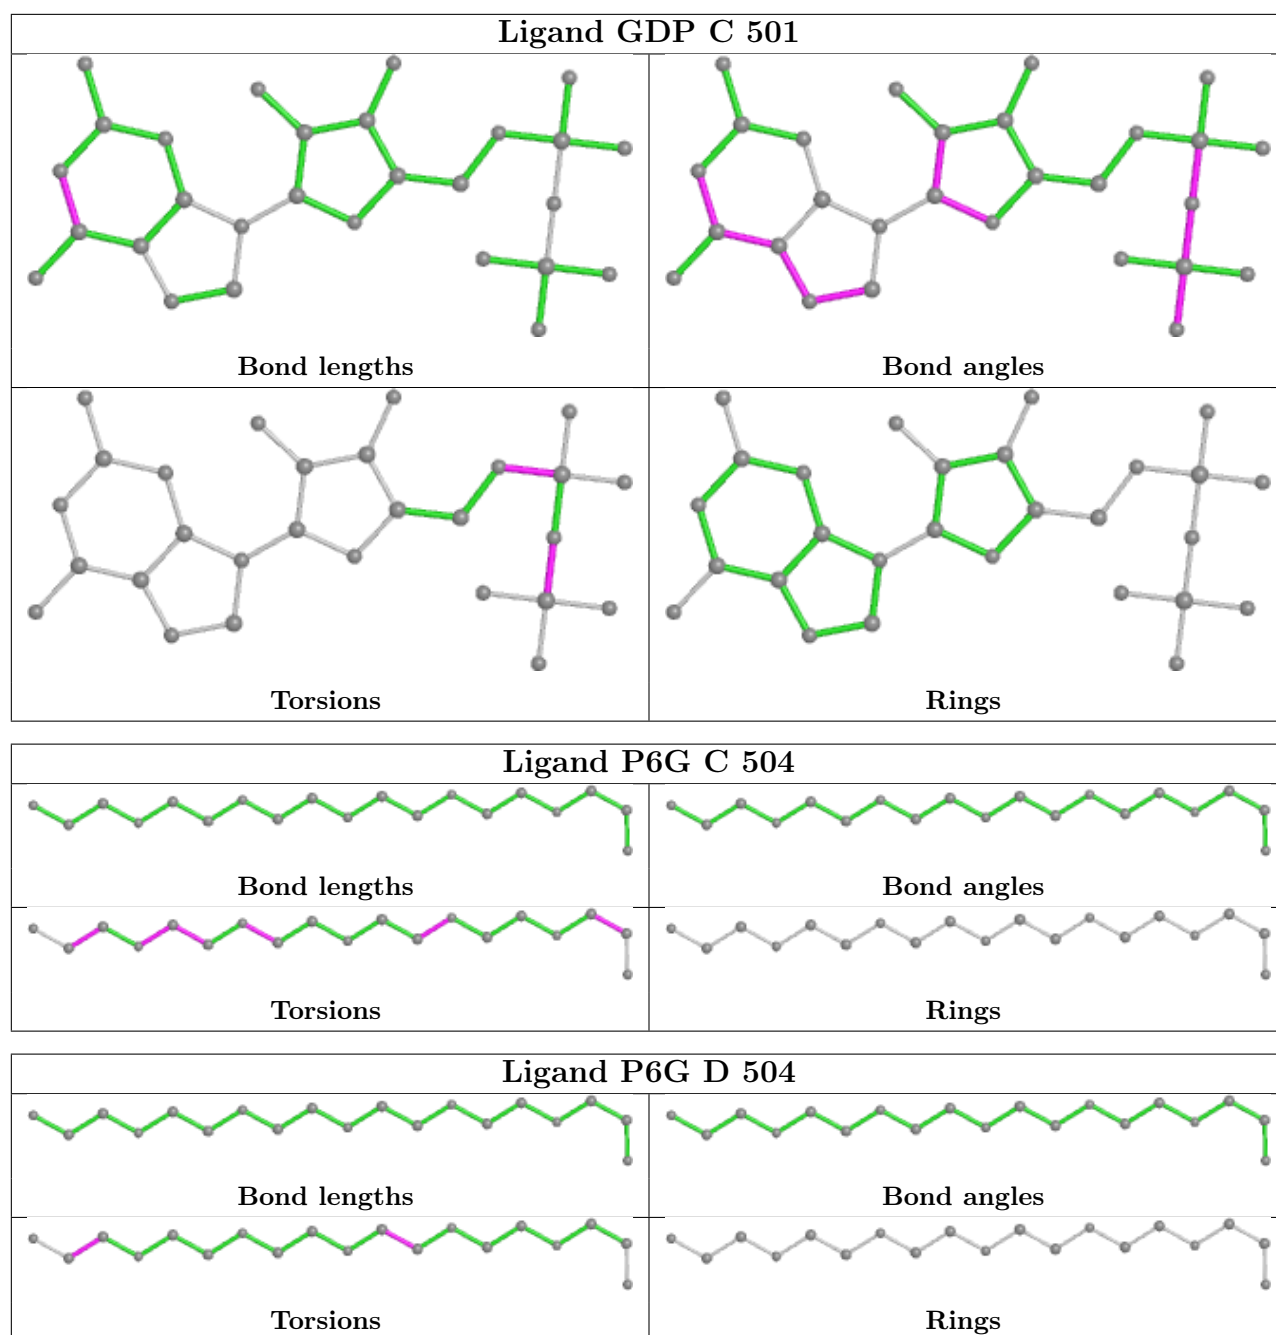 Ligand GDP C 501
Bond lengths
Bond angles
Torsions
Rings
Ligand P6G C 504
Bond lengths
Bond angles
Torsions
Rings
Ligand P6G D 504
Bond lengths
Bond angles
Torsions
Rings